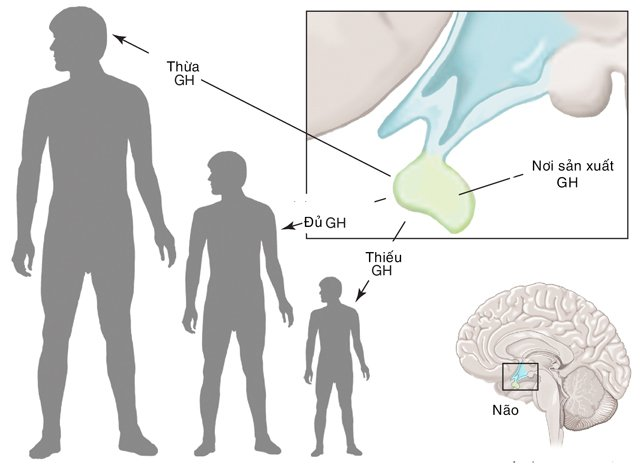 Thừa
GH
Nơi sản xuất
GH
Đủ GH
Thiếu
GH
Não